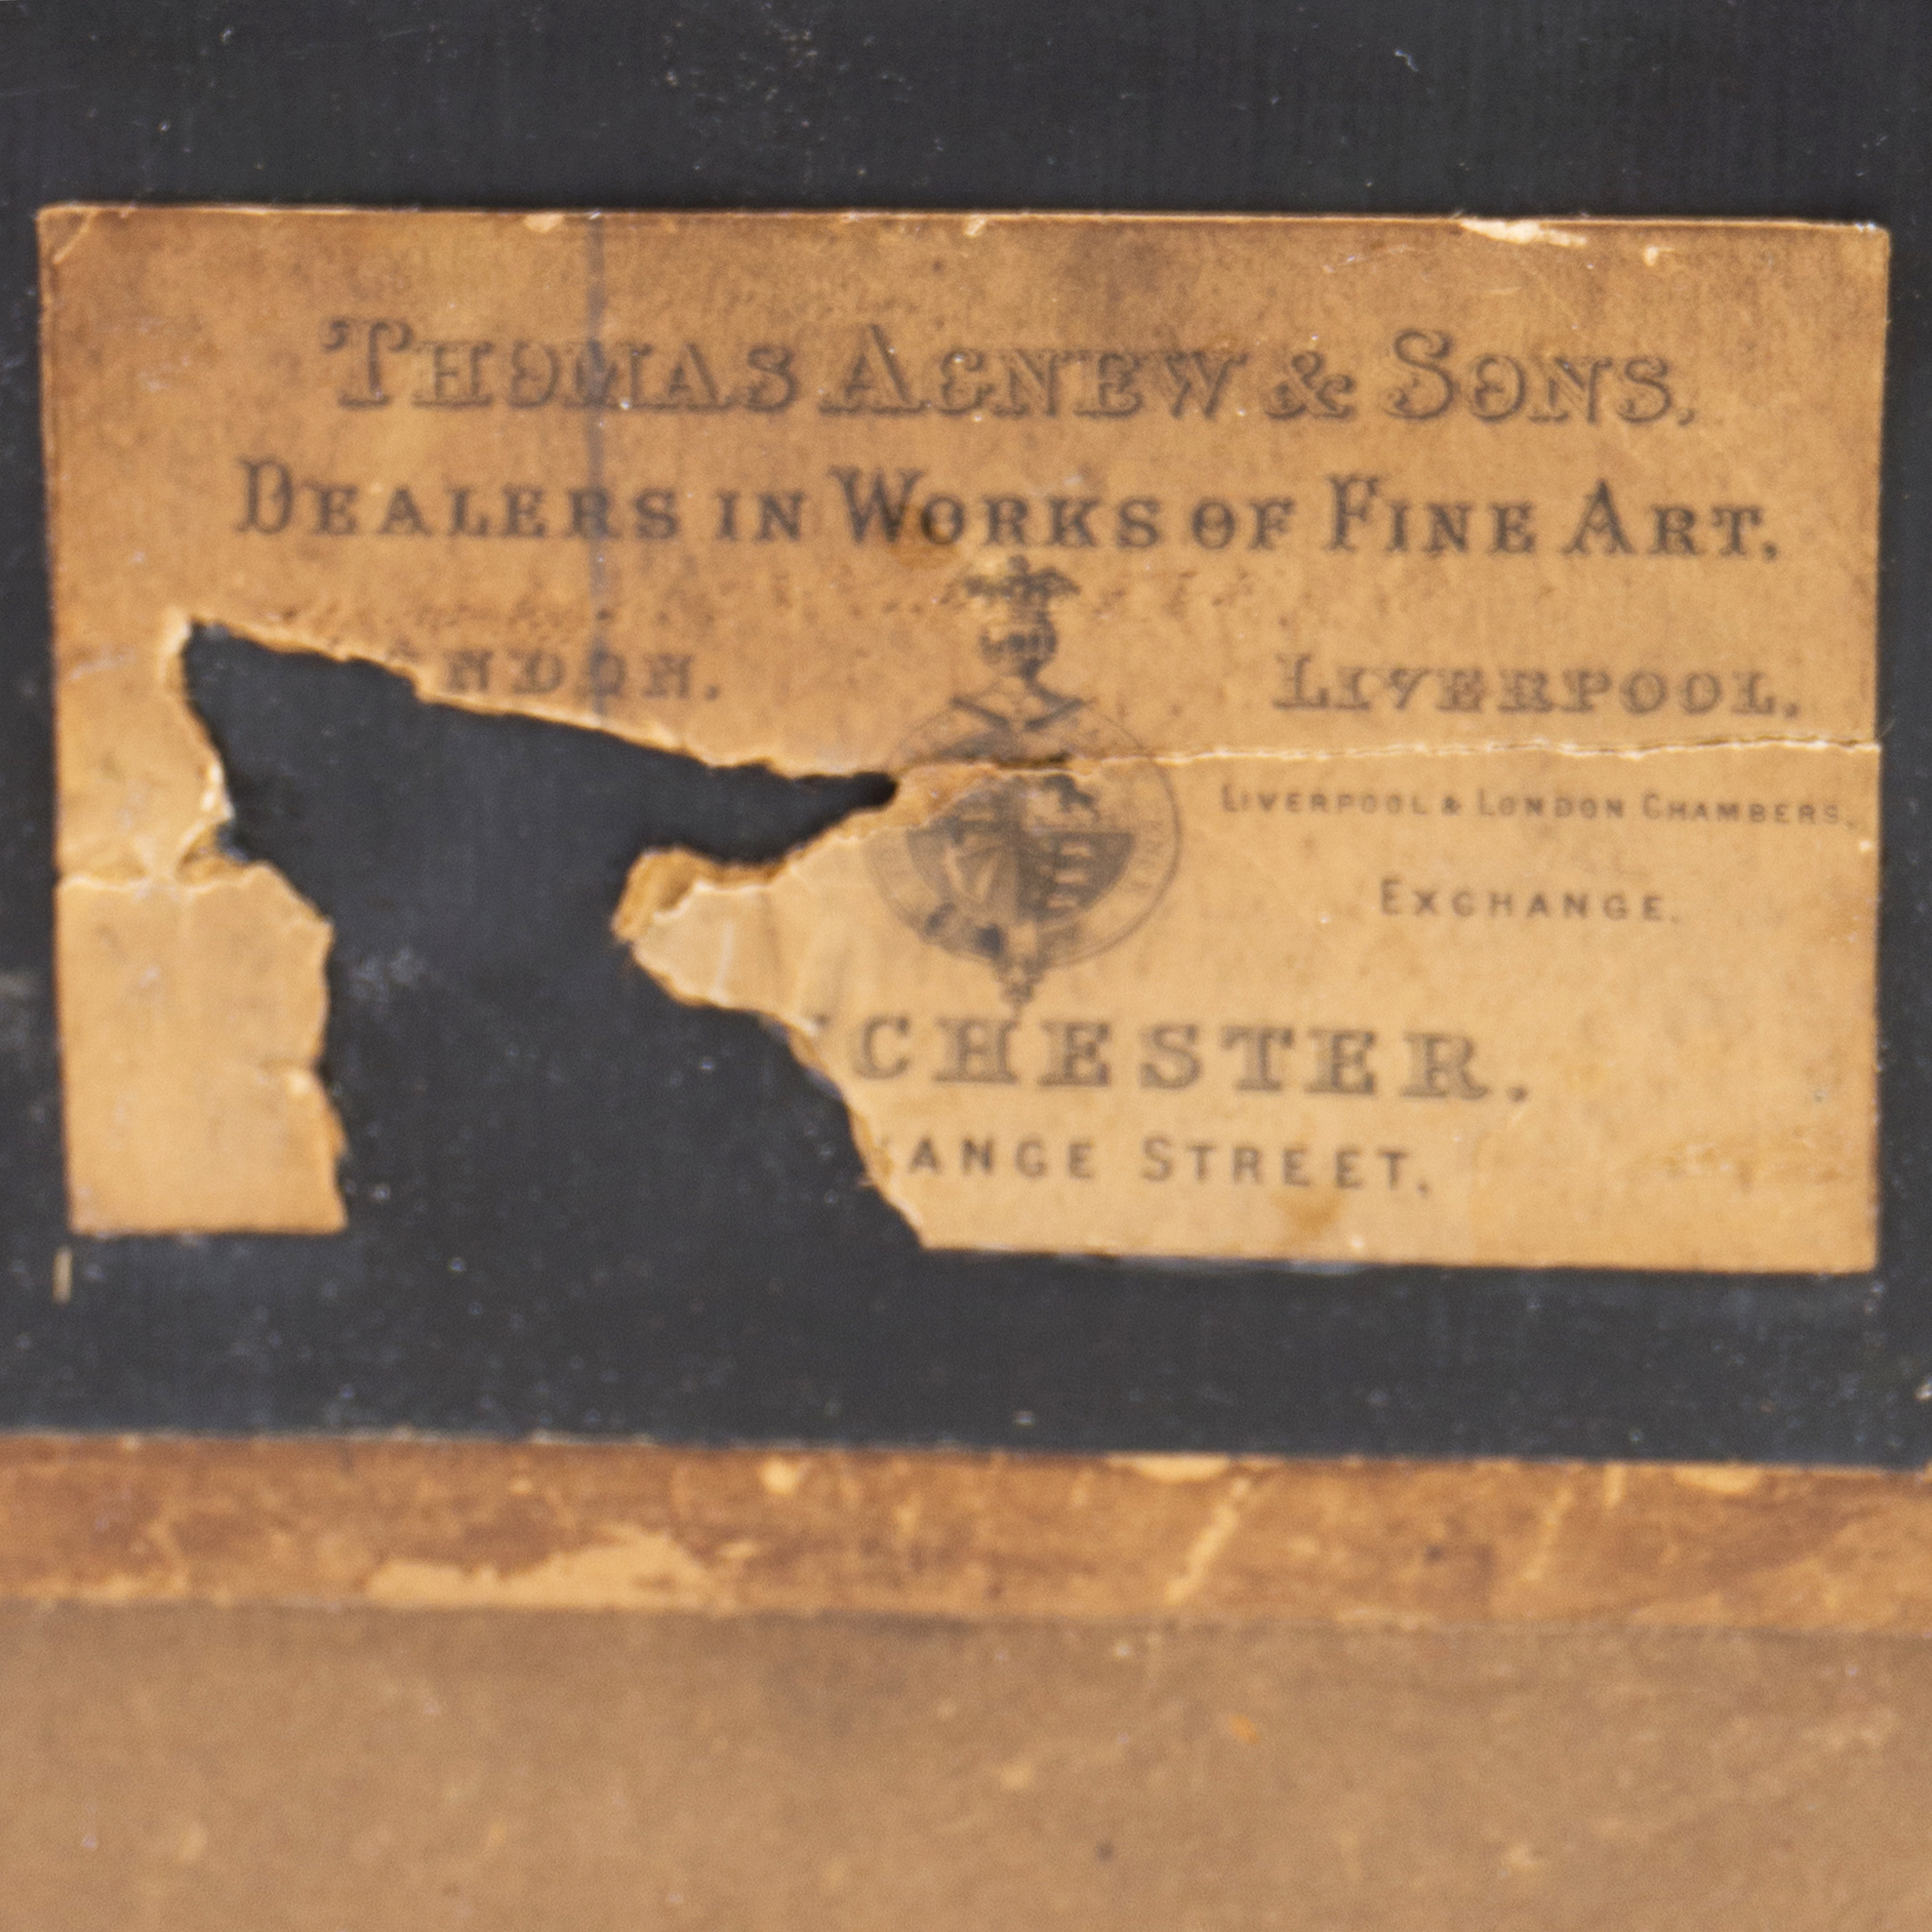 THOMAS AGNEW & SONS,
DEALERS IN WORKS OF FINE ART,
NDON.
LIVERPOOL.
LIVERPOOL & LONDON CHAMBERS,
EXCHANGE.
CHESTER.
ANGE STREET.